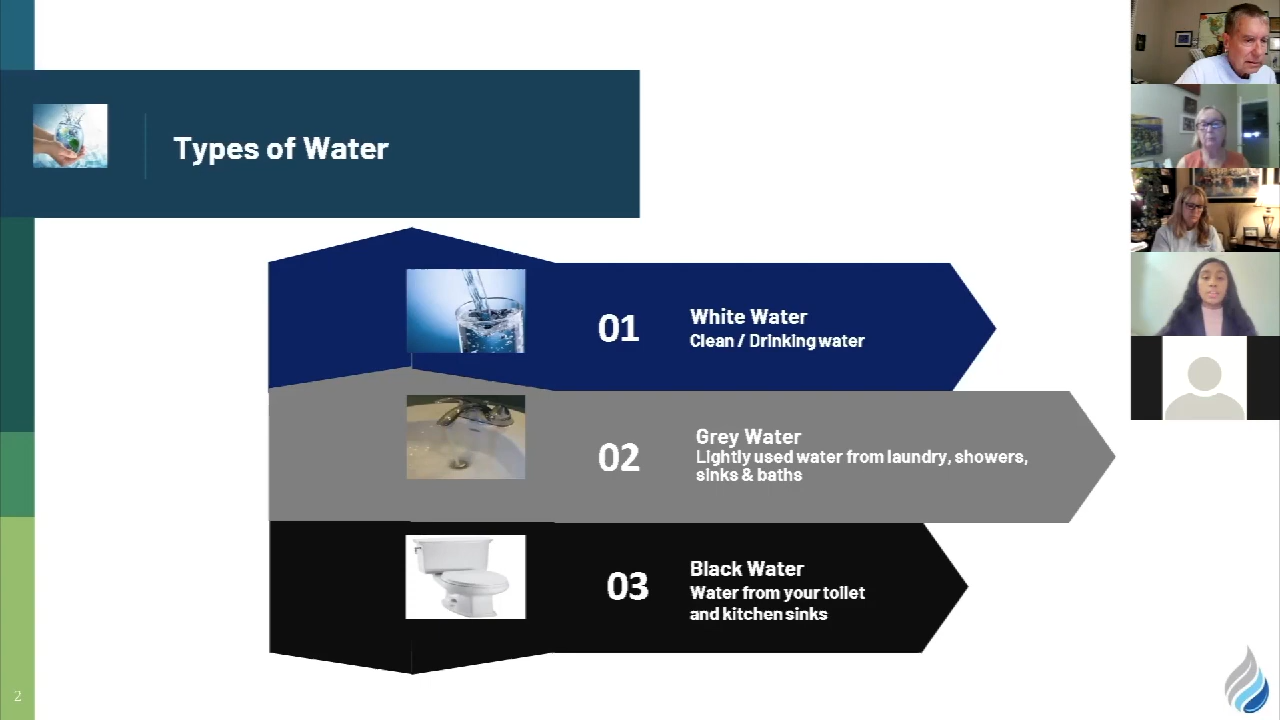 Types of Water
01
White Water
Clean / Drinking water
02
Grey Water
Lightly used water from laundry, showers,
sinks & baths
03
Black Water
Water from your toilet
and kitchen sinks
2